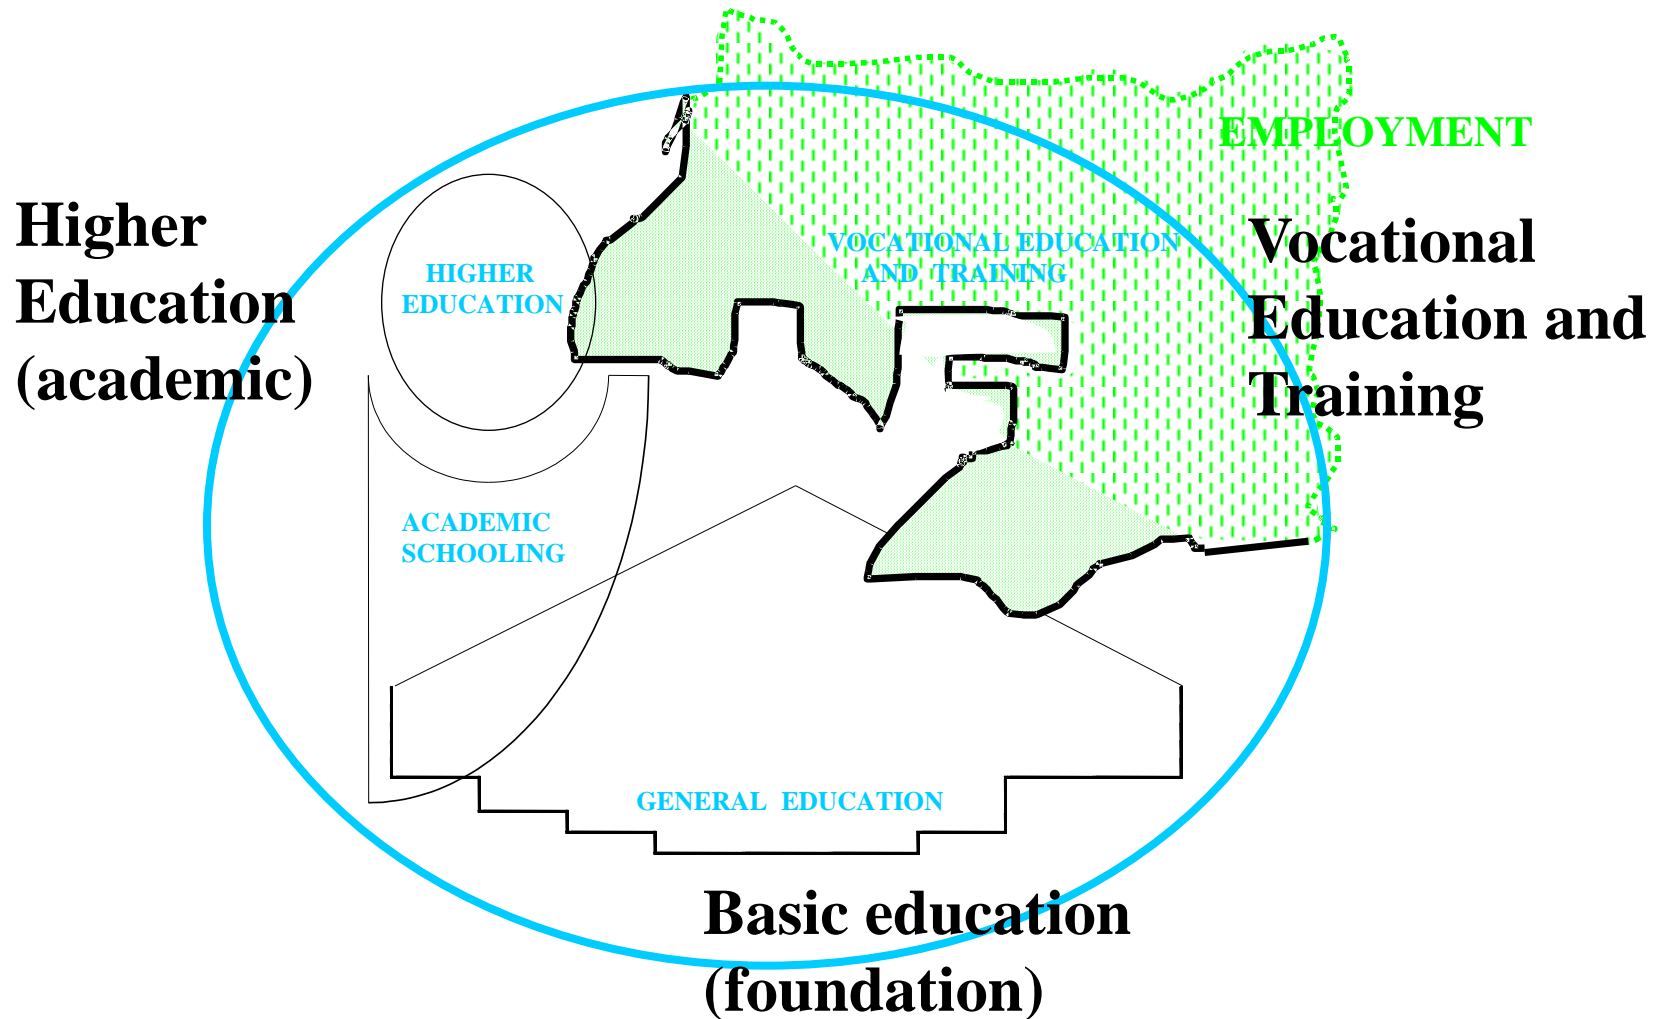 EMPLOYMENT
Higher
Education
(academic)
HIGHER
EDUCATION
VOCATIONAL EDUCATION
AND TRAINING
Vocational
Education and
Training
ACADEMIC
SCHOOLING
GENERAL EDUCATION
Basic education
(foundation)